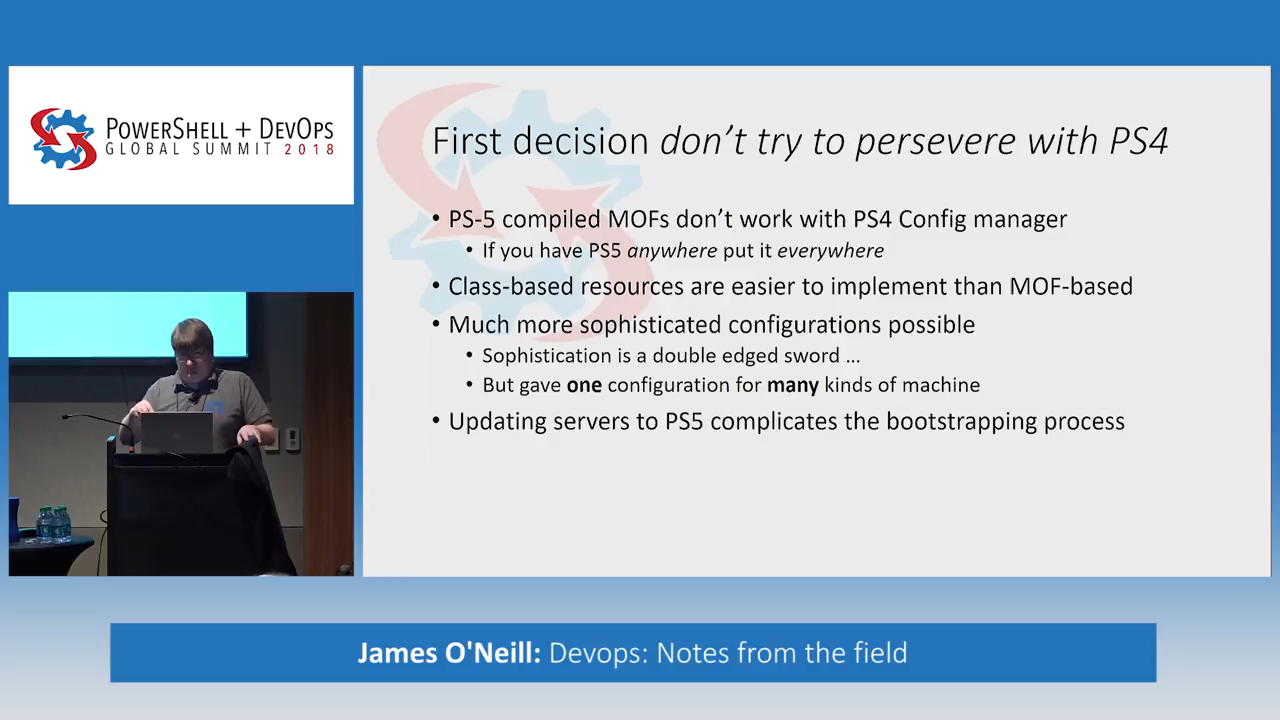 POWERSHELL + DEVOPS
GLOBAL SUMMIT 2018
First decision don't try to persevere with PS4
• PS-5 compiled MOFs don't work with PS4 Config manager
• If you have PS5 anywhere put it everywhere
• Class-based resources are easier to implement than MOF-based
• Much more sophisticated configurations possible
• Sophistication is a double edged sword ...
• But gave one configuration for many kinds of machine
• Updating servers to PS5 complicates the bootstrapping process
James O'Neill: Devops: Notes from the field